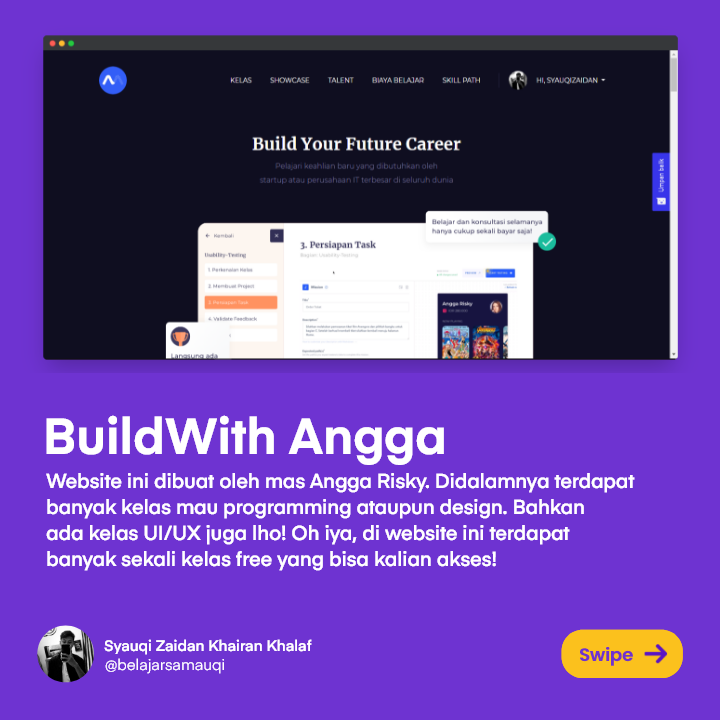 KELAS SHOWCASE TALENT BIAYA BELAJAR SKILL PATH HI, SYAUQIZAIDAN
Build Your Future Career
Pelajari keahlian baru yang dibutuhkan oleh
startup atau perusahaan IT terbesar di seluruh dunia
Umpan balik
Belajar dan konsultasi selamanya
hanya cukup sekali bayar saja!
Kembali
Usability-Testing
1. Perkenalan Kelas
2. Membuat Project
3. Persiapan Task
4. Validate Feedback
Langsung ada
3. Persiapan Task
Bagian: Usability-Testing
Angga Risky
BuildWith Angga
Website ini dibuat oleh mas Angga Risky. Didalamnya terdapat
banyak kelas mau programming ataupun design. Bahkan
ada kelas UI/UX juga lho! Oh iya, di website ini terdapat
banyak sekali kelas free yang bisa kalian akses!
Syauqi Zaidan Khairan Khalaf
@belajarsamauqi
Swipe